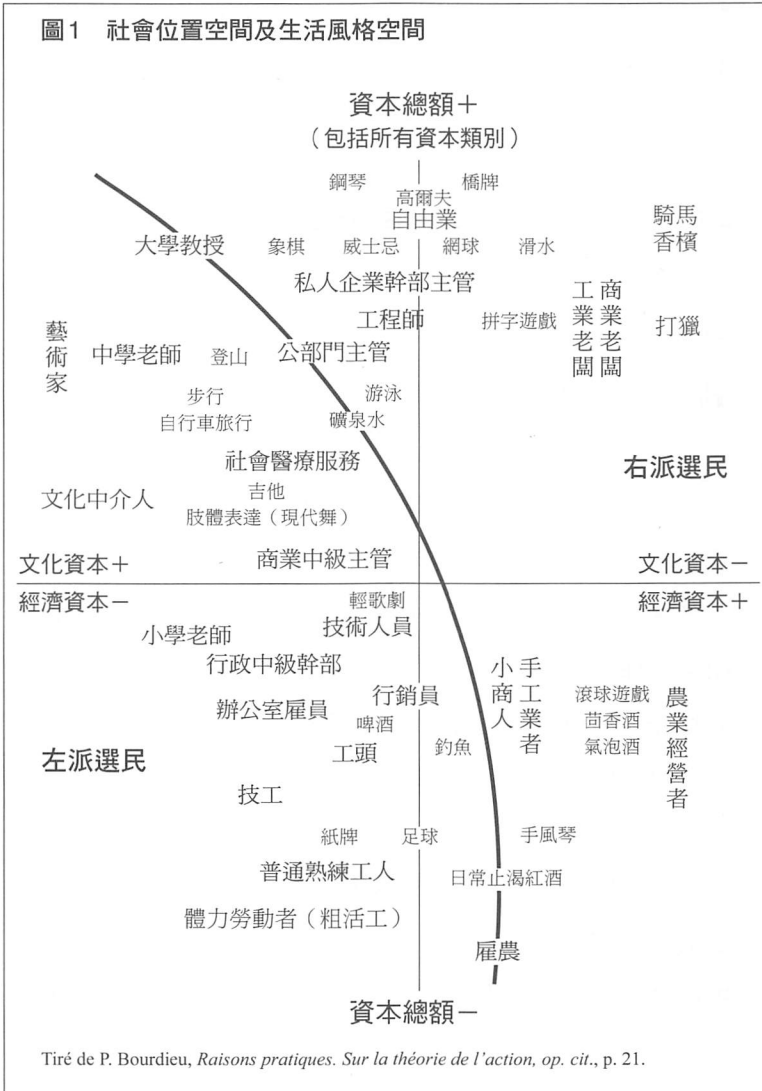 圖1 社會位置空間及生活風格空間
資本總額＋
（包括所有資本類別）
鋼琴 橋牌
高爾夫
自由業
騎馬
香檳
大學教授 象棋 威士忌 網球 滑水
私人企業幹部主管
工程師 拼字遊戲
工業老闆
商業老闆
打獵
藝術家
中學老師 登山 公部門主管
步行 游泳
自行車旅行 礦泉水
社會醫療服務
右派選民
文化中介人
吉他
肢體表達（現代舞）
商業中級主管
文化資本＋ 文化資本－
經濟資本－ 經濟資本＋
輕歌劇
小學老師 技術人員
行政中級幹部
小商人
手工業者
滾球遊戲
茴香酒
氣泡酒
農業經營者
辦公室雇員 行銷員
啤酒
左派選民
工頭 釣魚
技工
紙牌 足球 手風琴
普通熟練工人 日常止渴紅酒
體力勞動者（粗活工）
雇農
資本總額－
Tiré de P. Bourdieu, Raisons pratiques. Sur la théorie de l'action, op. cit., p. 21.